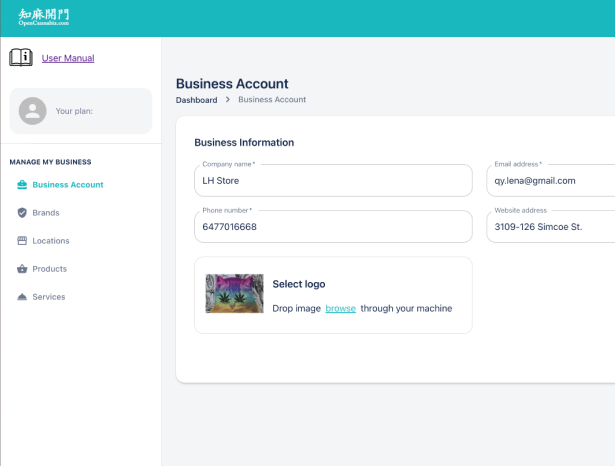 知麻開門
OpenCannabiz.com
User Manual
Your plan:
MANAGE MY BUSINESS
Business Account
Brands
Locations
Products
Services
Business Account
Dashboard > Business Account
Business Information
Company name*
LH Store
Email address*
qy.lena@gmail.com
Phone number*
6477016668
Website address
3109-126 Simcoe St.
Select logo
Drop image browse through your machine